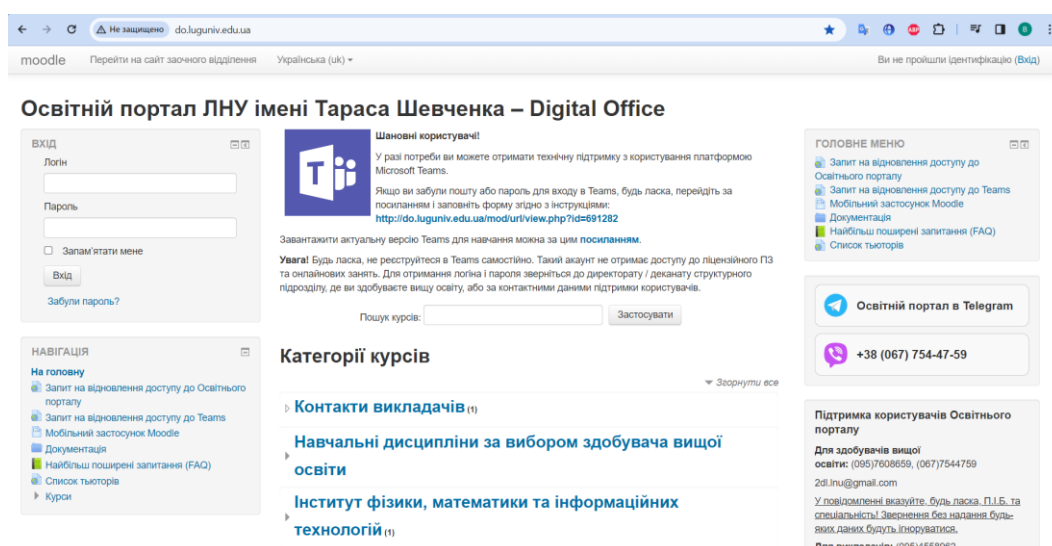 Не защищено do.luguniv.edu.ua
moodle Перейти на сайт заочного відділення Українська (uk) Ви не пройшли ідентифікацію (Вхід)
Освітній портал ЛНУ імені Тараса Шевченка – Digital Office
ВХІД
Логін
Пароль
Запам'ятати мене
Вхід
Забули пароль?
НАВІГАЦІЯ
На головну
Запит на відновлення доступу до Освітнього
порталу
Запит на відновлення доступу до Teams
Мобільний застосунок Moodle
Документація
Найбільш поширені запитання (FAQ)
Список тьюторів
Курси
Шановні користувачі!
У разі потреби ви можете отримати технічну підтримку з користування платформою
Microsoft Teams.
Якщо ви забули пошту або пароль для входу в Teams, будь ласка, перейдіть за
посиланням і заповніть форму згідно з інструкціями:
http://do.luguniv.edu.ua/mod/url/view.php?id=691282
Завантажити актуальну версію Teams для навчання можна за цим посиланням.
Увага! Будь ласка, не реєструйтеся в Teams самостійно. Такий акаунт не отримає доступу до ліцензійного ПЗ
та онлайнових занять. Для отримання логіна і пароля зверніться до директорату / деканату структурного
підрозділу, де ви здобуваєте вищу освіту, або за контактними даними підтримки користувачів.
Пошук курсів: Застосувати
Категорії курсів
Згорнути все
Контакти викладачів (1)
Навчальні дисципліни за вибором здобувача вищої
освіти
Інститут фізики, математики та інформаційних
технологій (1)
ГОЛОВНЕ МЕНЮ
Запит на відновлення доступу до
Освітнього порталу
Запит на відновлення доступу до Teams
Мобільний застосунок Moodle
Документація
Найбільш поширені запитання (FAQ)
Список тьюторів
Освітній портал в Telegram
+38 (067) 754-47-59
Підтримка користувачів Освітнього
порталу
Для здобувачів вищої
освіти: (095)7608659, (067)7544759
2dl.lnu@gmail.com
У повідомленні вказуйте, будь ласка, П.І.Б. та
спеціальність! Звернення без надання будь-
яких даних будуть ігноруватися.
Для викладачів: